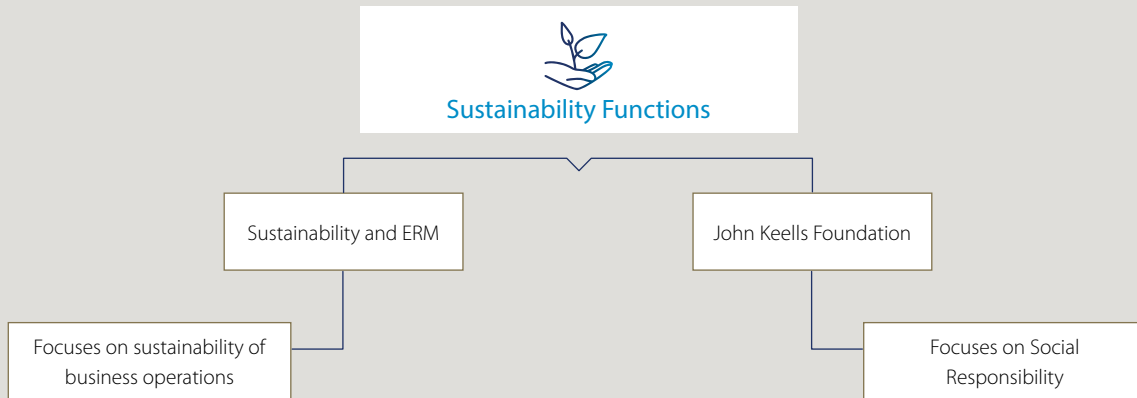 Sustainability Functions
Sustainability and ERM
John Keells Foundation
Focuses on sustainability of
business operations
Focuses on Social
Responsibility